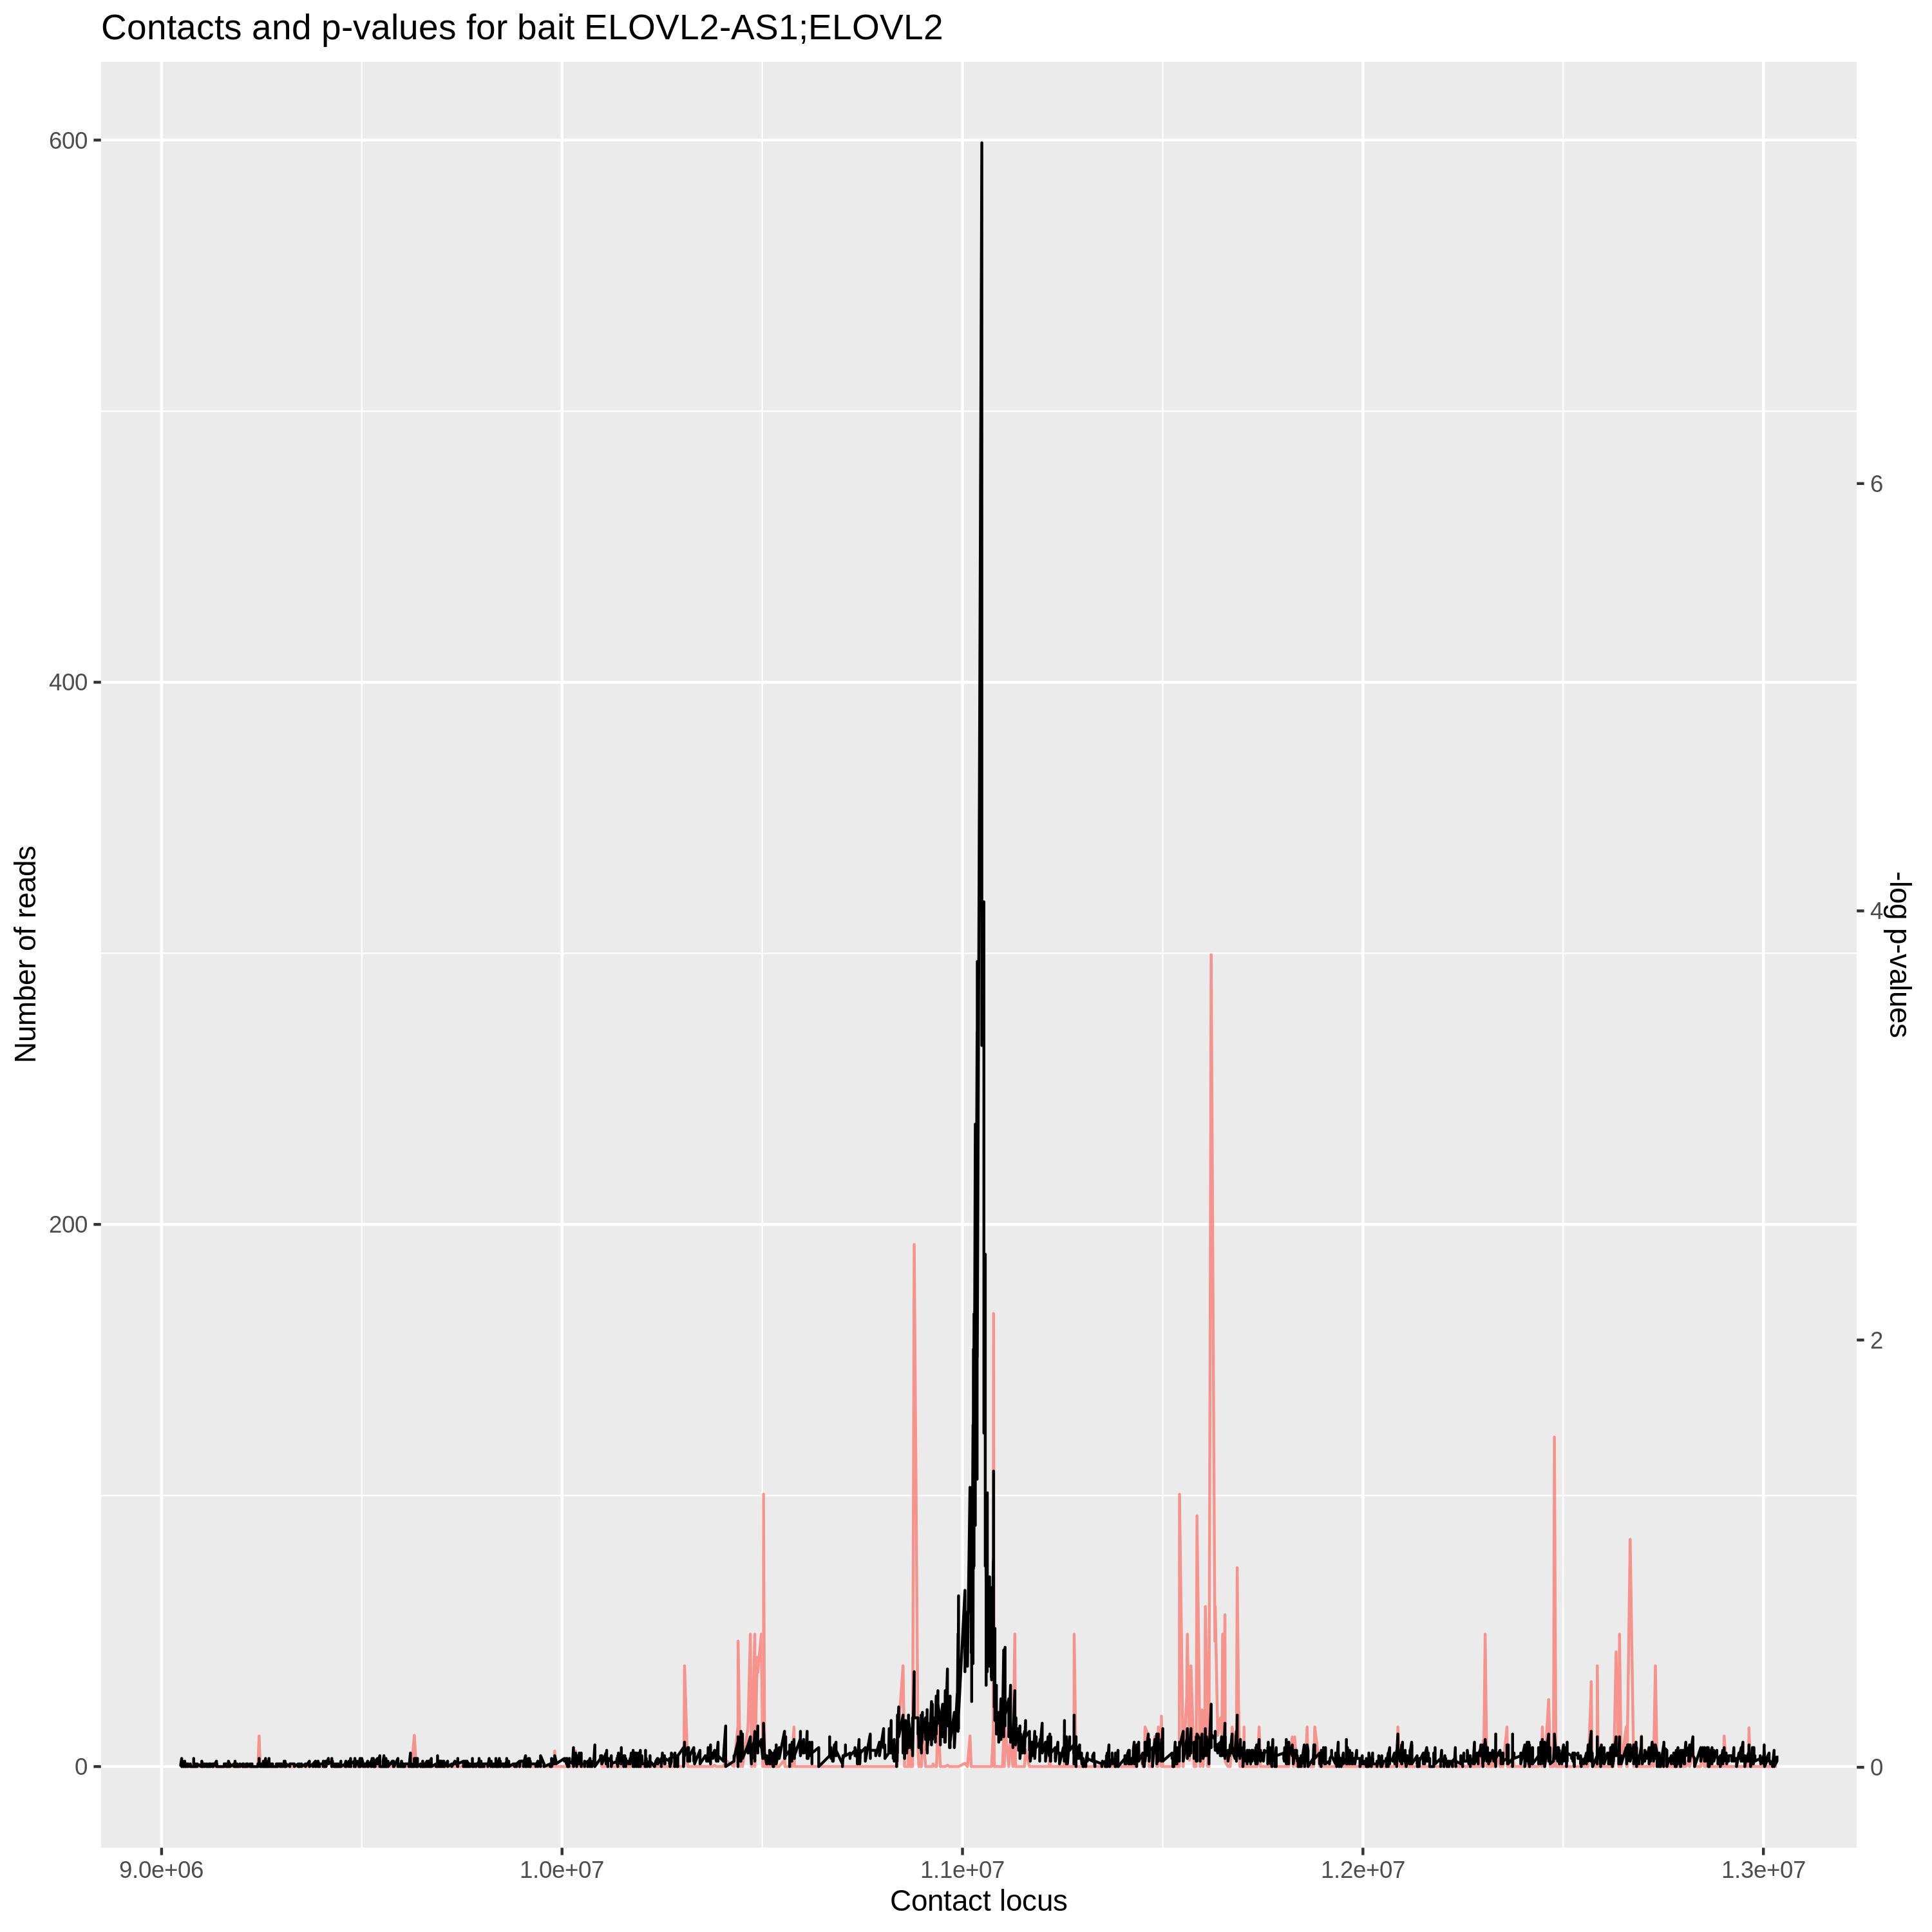 Contacts and p-values for bait ELOVL2-AS1;ELOVL2
600
400
200
0
Number of reads
6
4
2
0
-log p-values
9.0e+06 1.0e+07 1.1e+07 1.2e+07 1.3e+07
Contact locus